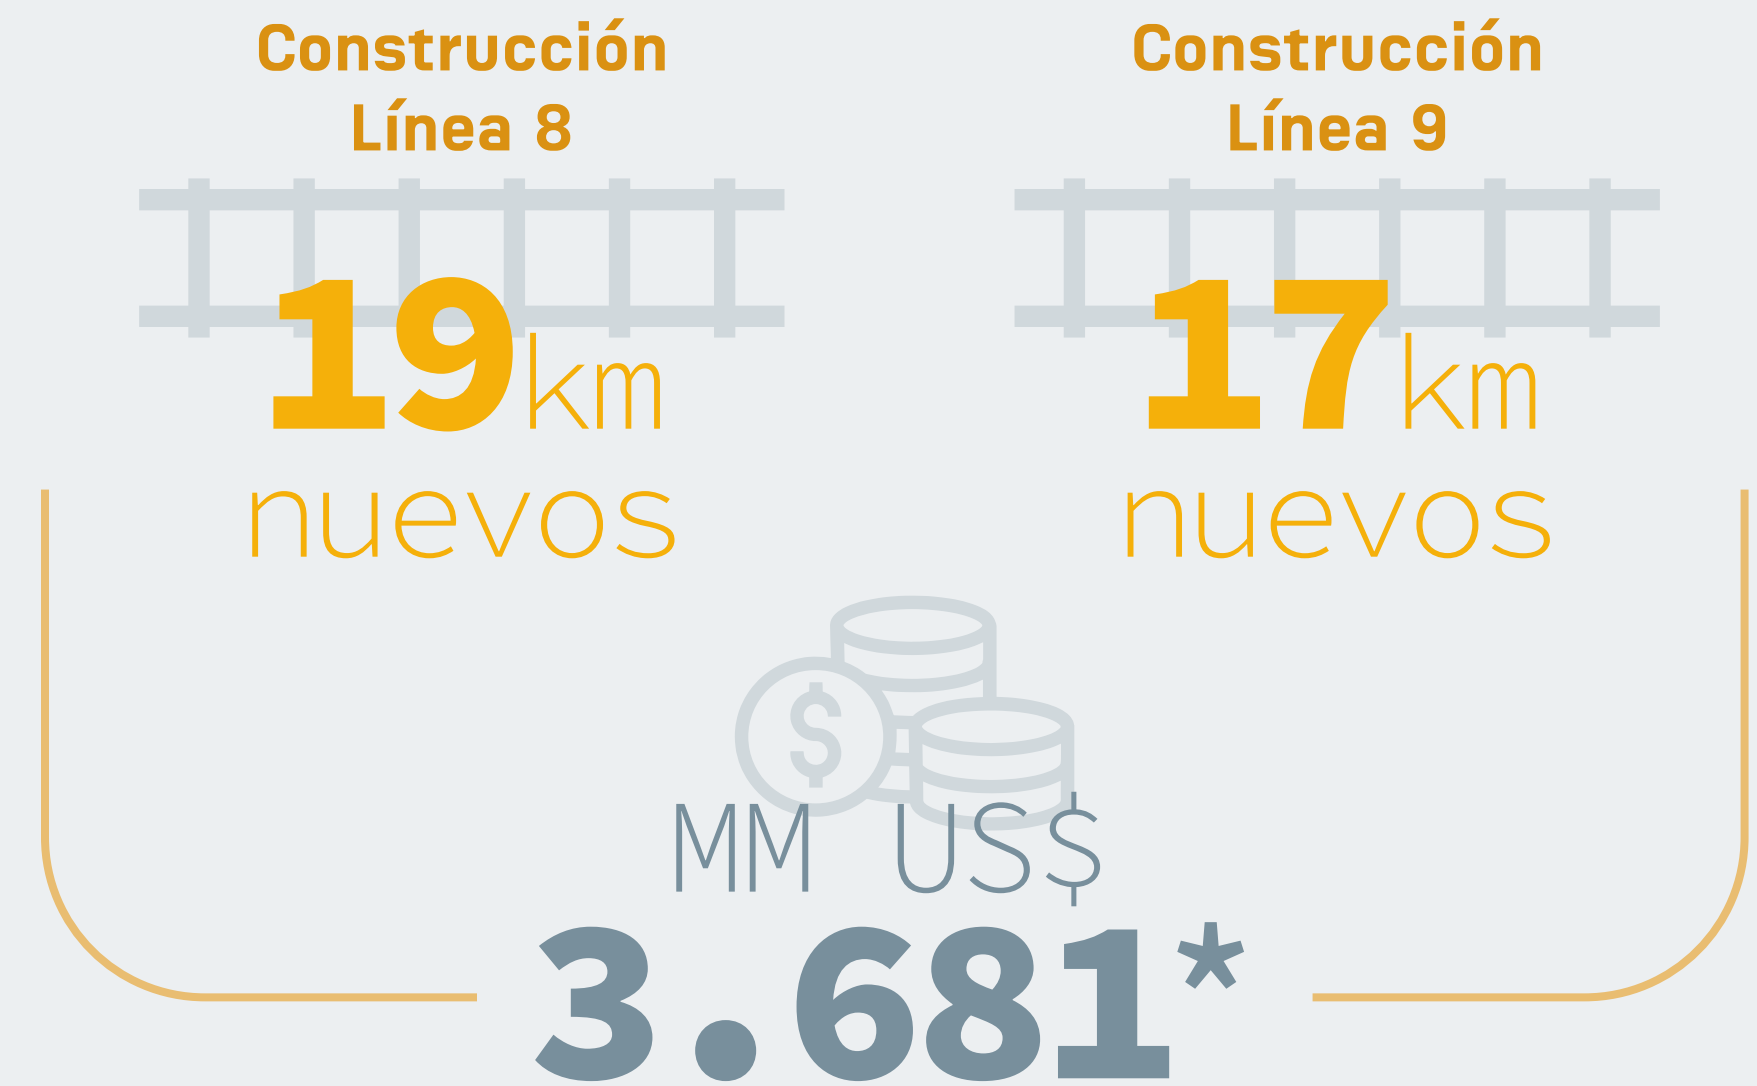 Construcción
Línea 8
19km
nuevos
Construcción
Línea 9
17km
nuevos
$
MM US$
3.681*